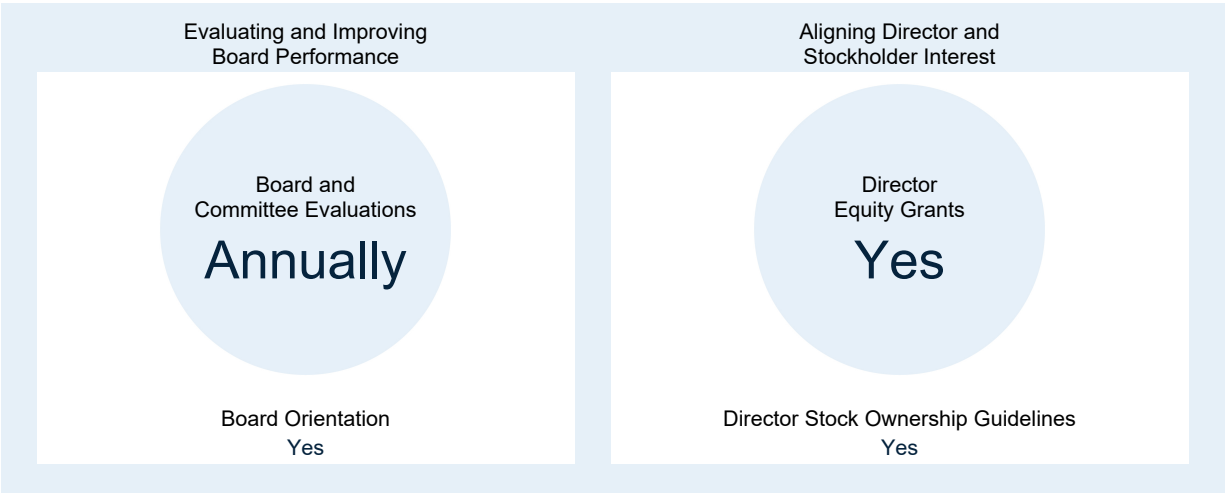 Evaluating and Improving
Board Performance
Board and
Committee Evaluations
Annually
Board Orientation
Yes
Aligning Director and
Stockholder Interest
Director
Equity Grants
Yes
Director Stock Ownership Guidelines
Yes